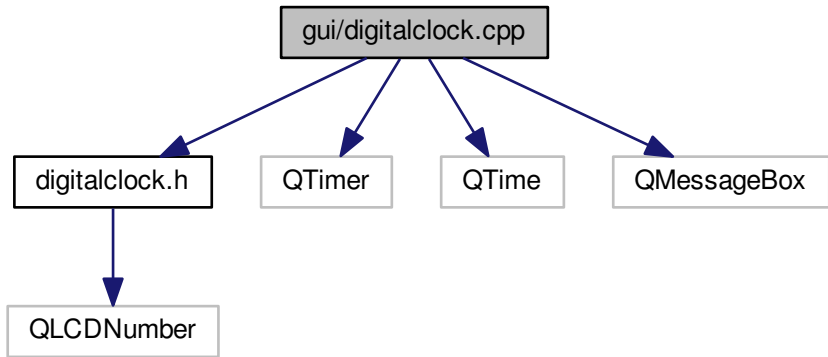 gui/digitalclock.cpp
digitalclock.h
QTimer
QTime
QMessageBox
QLCDNumber